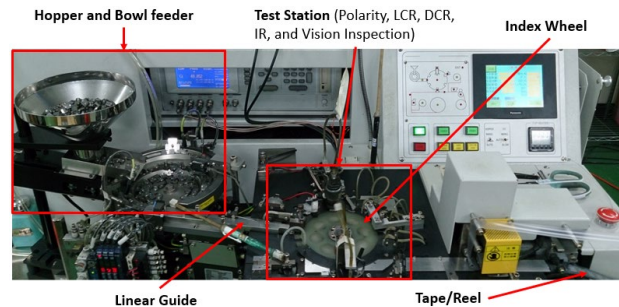 Hopper and Bowl feeder
Test Station (Polarity, LCR, DCR,
IR, and Vision Inspection)
Index Wheel
Linear Guide
Tape/Reel